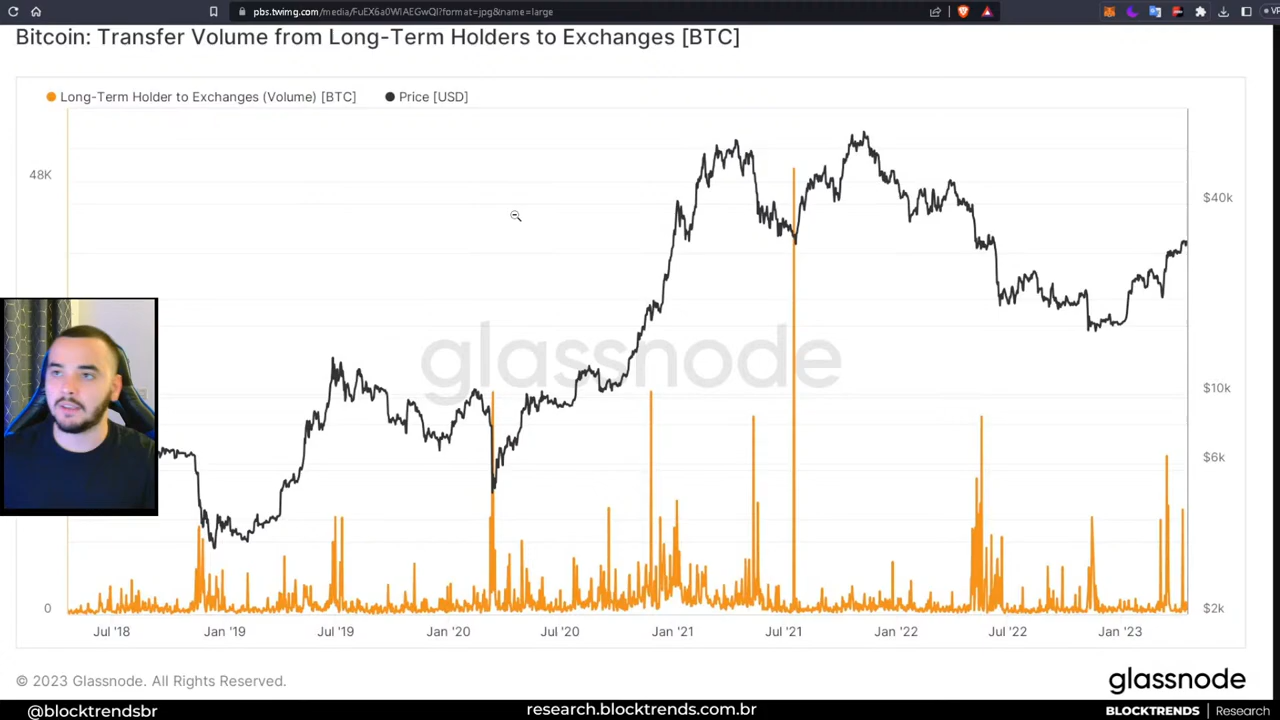 pbs.twimg.com/media/FuEX6a0WIAEGwQI?format=jpg&name=large
Bitcoin: Transfer Volume from Long-Term Holders to Exchanges [BTC]
Long-Term Holder to Exchanges (Volume) [BTC] Price [USD]
48K
$40k
glassnode
$10k
$6k
0
$2k
Jul '18 Jan '19 Jul '19 Jan '20 Jul '20 Jan '21 Jul '21 Jan '22 Jul '22 Jan '23
© 2023 Glassnode. All Rights Reserved.
glassnode
@blocktrendsbr
research.blocktrends.com.br
BLOCKTRENDS | Research